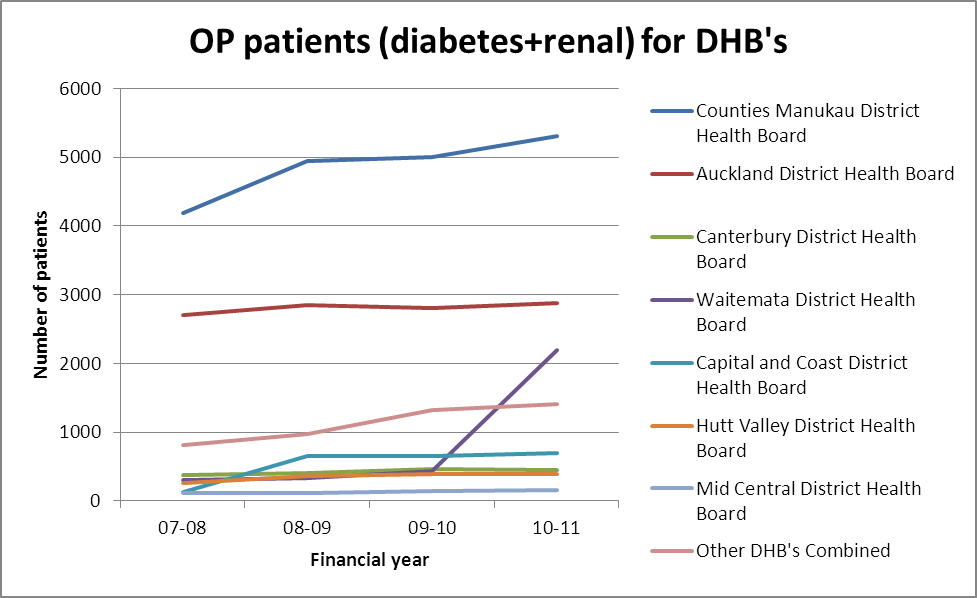 OP patients (diabetes+renal) for DHB's
Number of patients
6000
5000
4000
3000
2000
1000
0
07-08
08-09
09-10
10-11
Financial year
Counties Manukau District
Health Board
Auckland District Health Board
Canterbury District Health
Board
Waitemata District Health
Board
Capital and Coast District
Health Board
Hutt Valley District Health
Board
Mid Central District Health
Board
Other DHB's Combined